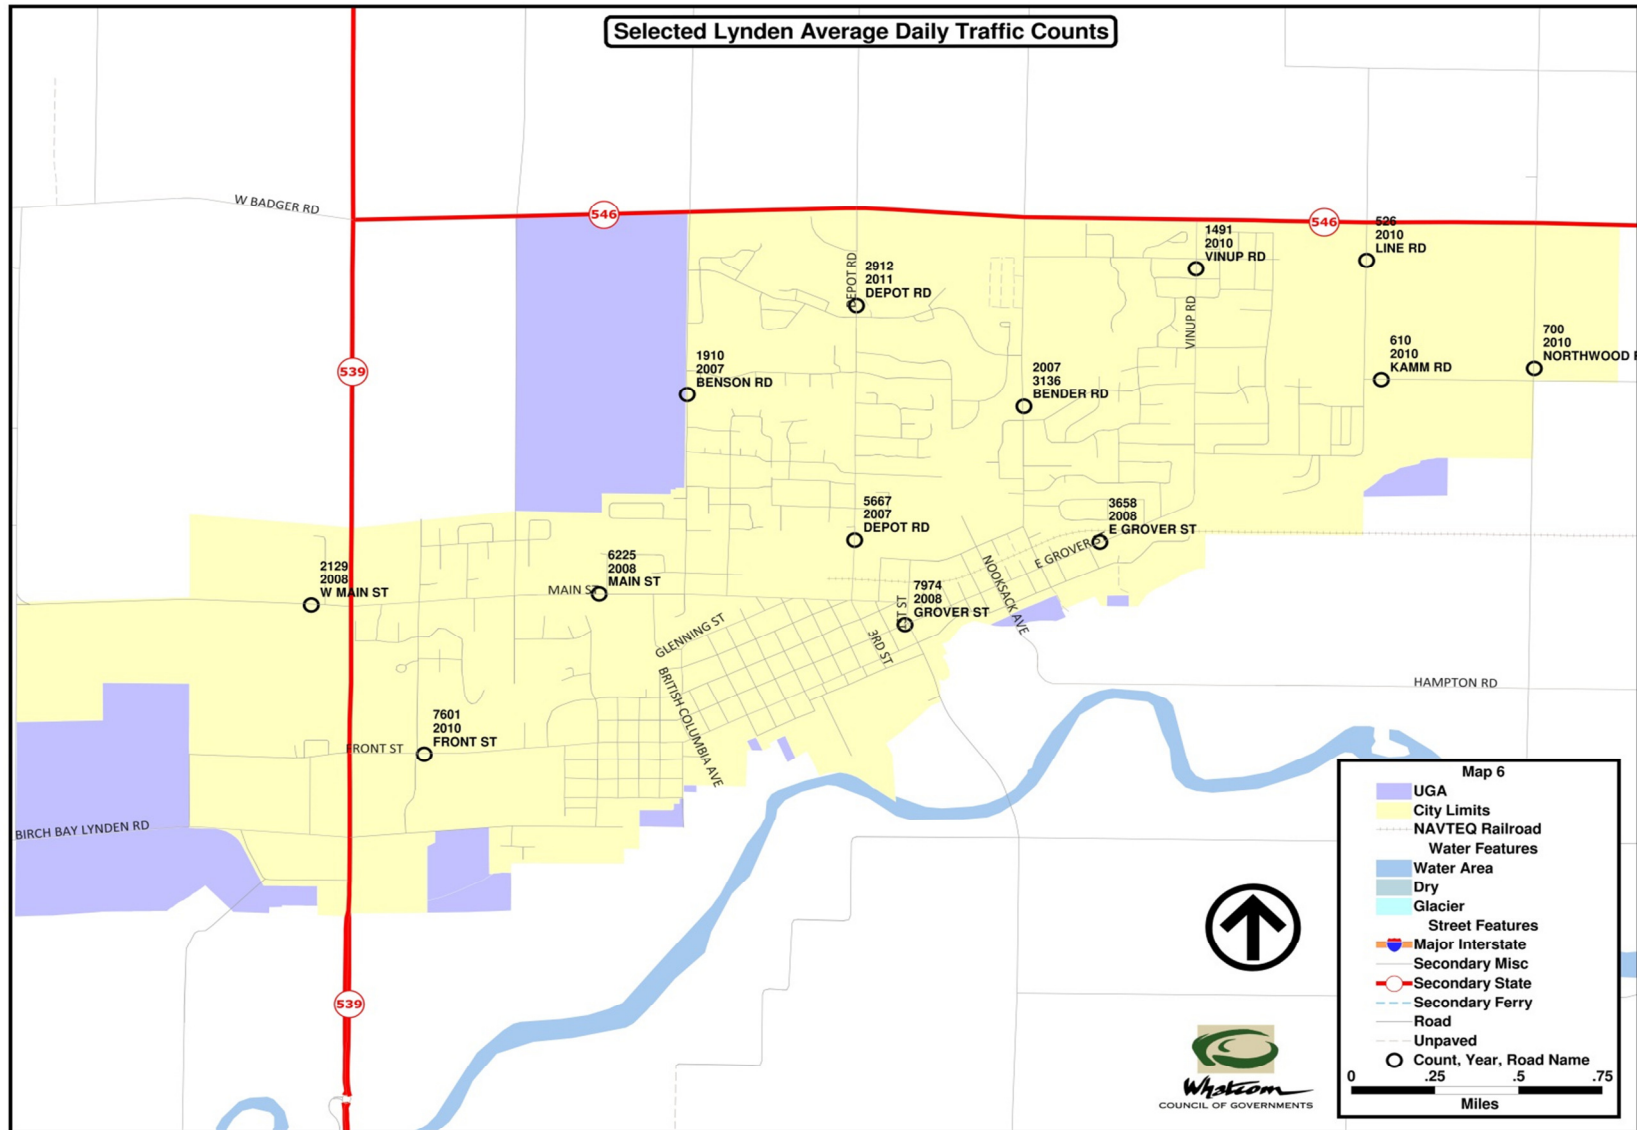 Selected Lynden Average Daily Traffic Counts
W BADGER RD
546
546
526
2010
LINE RD
1491
2010
VINUP RD
DEPOT RD
2912
2011
DEPOT RD
VINUP RD
700
2010
NORTHWOOD R
610
2010
KAMM RD
539
1910
2007
BENSON RD
2007
3136
BENDER RD
5667
2007
DEPOT RD
3658
2008
E GROVER ST
E GROVER ST
NOOKSACK AVE
2129
2008
W MAIN ST
6225
2008
MAIN ST
MAIN ST
7974
2008
GROVER ST
1ST ST
3RD ST
GLENNING ST
BRITISH COLUMBIA AVE
HAMPTON RD
7601
2010
FRONT ST
FRONT ST
BIRCH BAY LYNDEN RD
539
Map 6
UGA
City Limits
NAVTEQ Railroad
Water Features
Water Area
Dry
Glacier
Street Features
Major Interstate
Secondary Misc
Secondary State
Secondary Ferry
Road
Unpaved
Count, Year, Road Name
0 .25 .5 .75
Miles
Whatcom
COUNCIL OF GOVERNMENTS